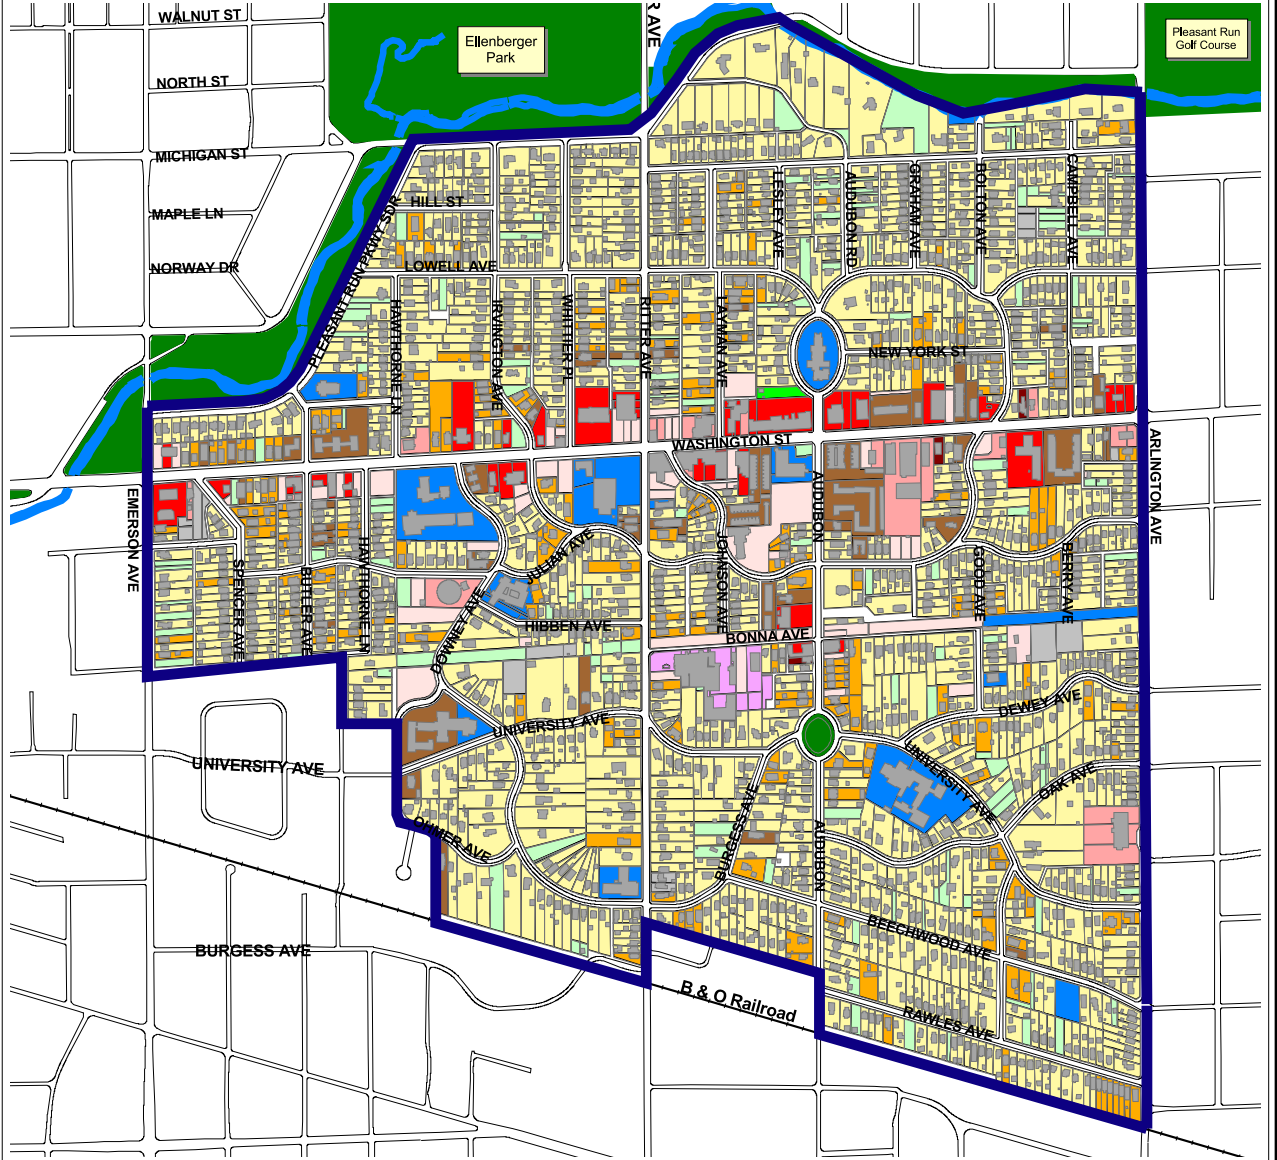 WALNUT ST
R AVE
Ellenberger
Park
Pleasant Run
Golf Course
NORTH ST
MICHIGAN ST
MAPLE LN
NORWAY DR
HILL ST
PLEASANT RUN PKWY SDR
LOWELL AVE
LESLEY AVE
AUDUBON RD
GRAHAM AVE
BOLTON AVE
CAMPBELL AVE
HAWTHORNE LN
IRVINGTON AVE
WHITTIER PL
RITTER AVE
LAYMAN AVE
NEW YORK ST
WASHINGTON ST
ARLINGTON AVE
EMERSON AVE
AUDUBON
SPENCER AVE
BUTLER AVE
HAWTHORNE LN
JULIAN AVE
JOHNSON AVE
GOOD AVE
BERRY AVE
DOWNEY AVE
HIBBEN AVE
BONNA AVE
UNIVERSITY AVE
DEWEY AVE
UNIVERSITY AVE
UNIVERSITY AVE
OAK AVE
OHMER AVE
BURGESS AVE
AUDUBON
BURGESS AVE
BEECHWOOD AVE
B & O Railroad
RAWLES AVE